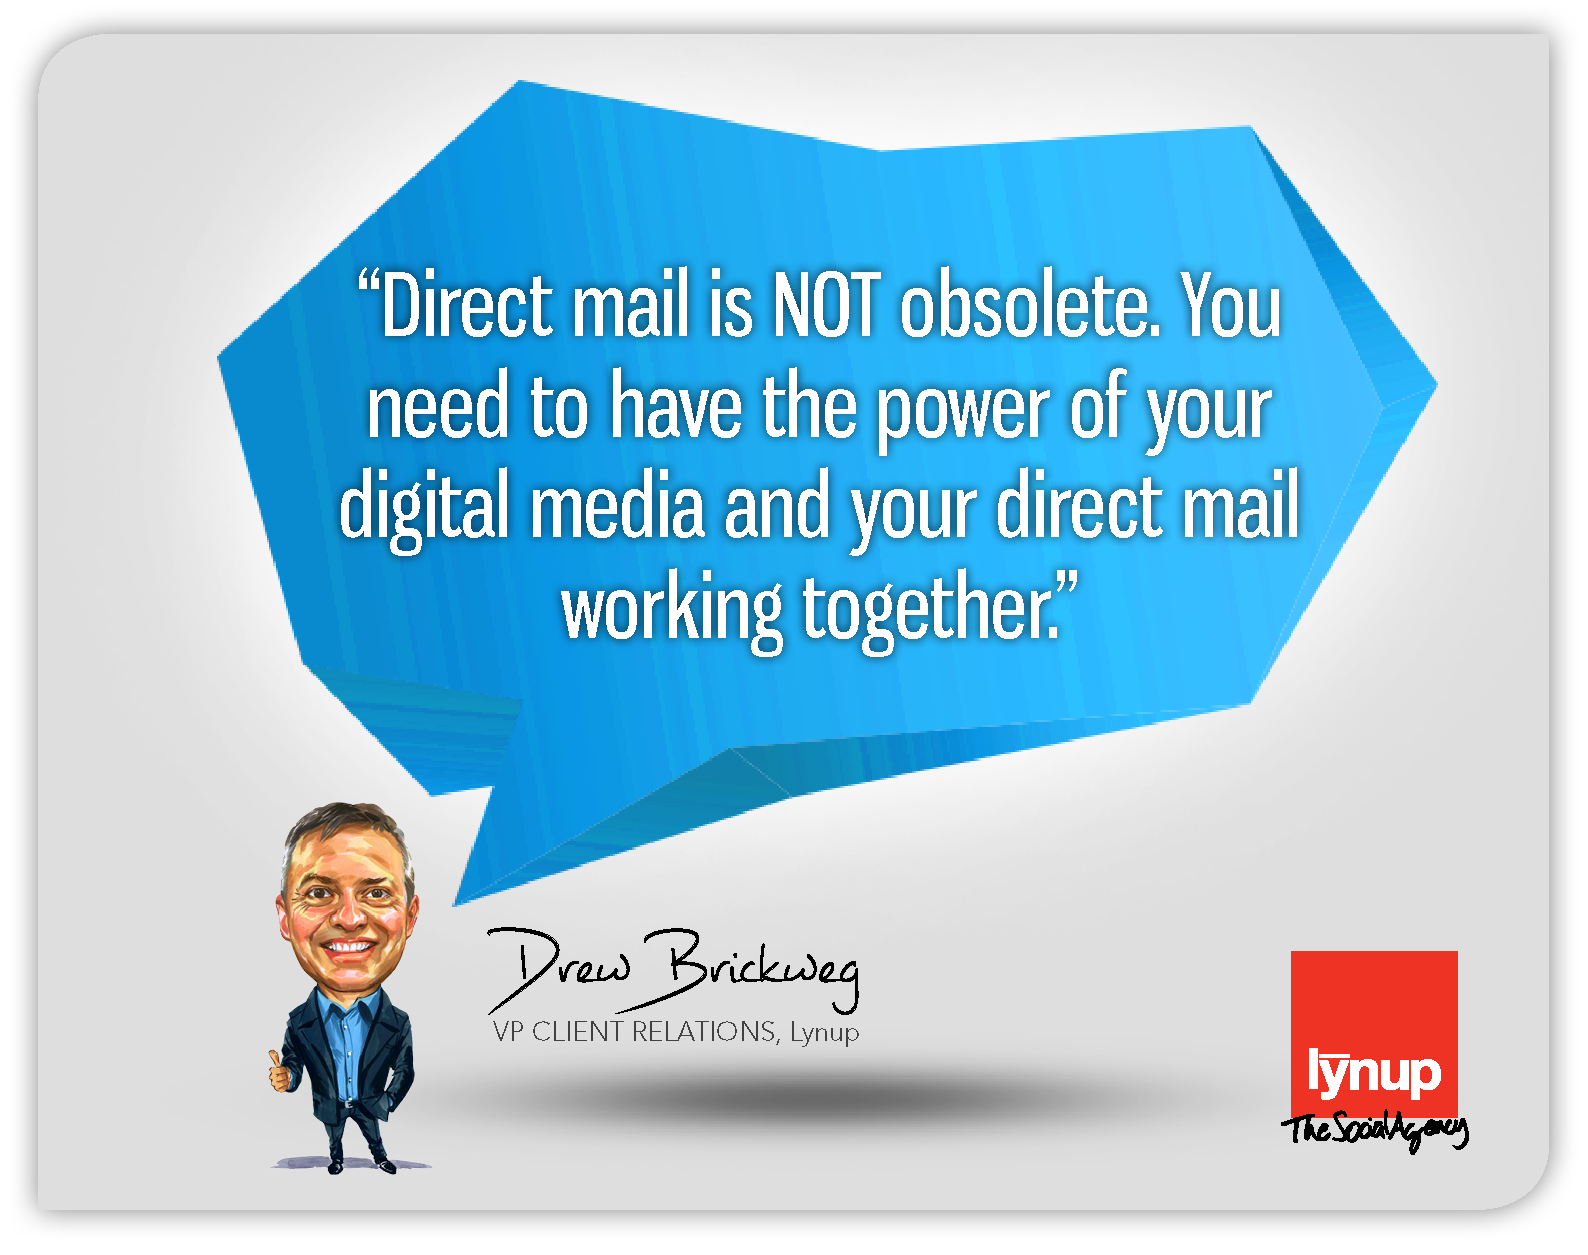 “Direct mail is NOT obsolete. You
need to have the power of your
digital media and your direct mail
working together.”
Drew Brickweg
VP CLIENT RELATIONS, Lynup
lynup
The Social Agency